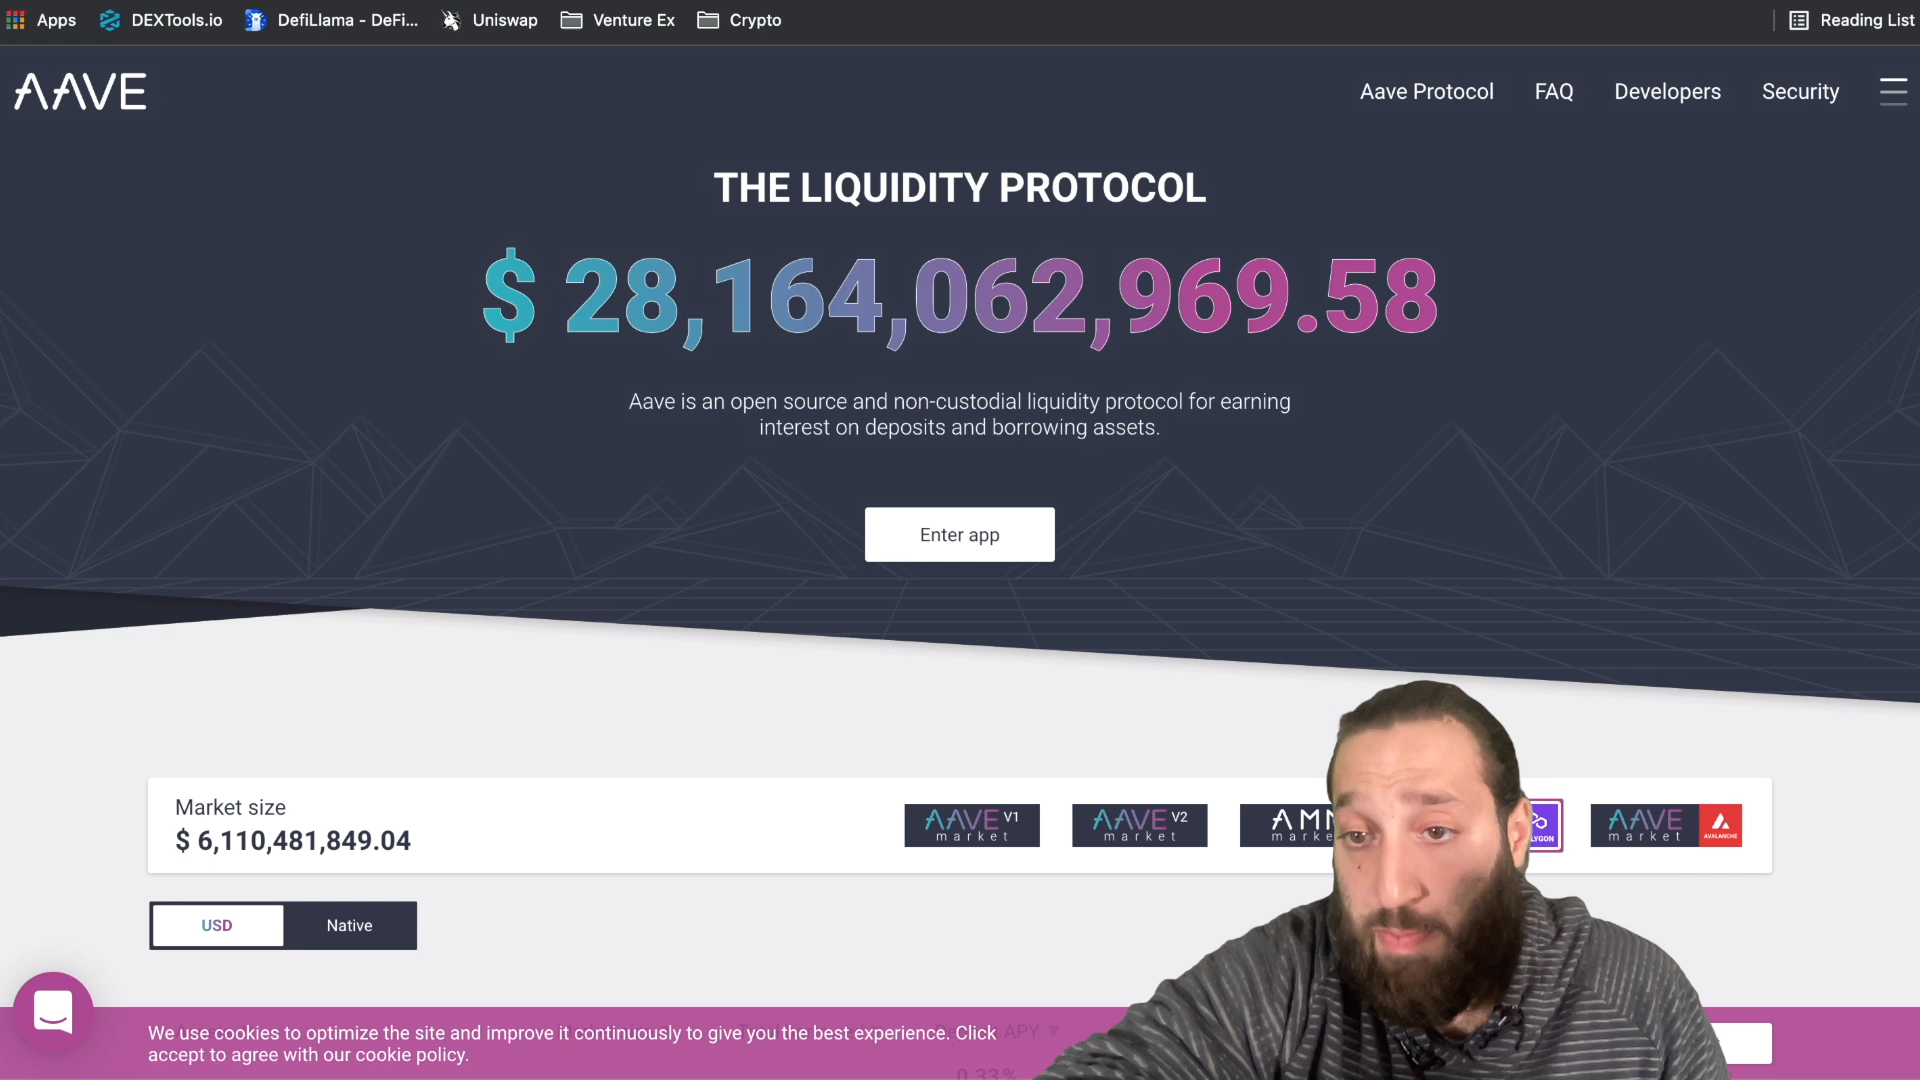 Apps DEXTools.io DefiLlama - DeFi... Uniswap Venture Ex Crypto Reading List
AAVE Aave Protocol FAQ Developers Security
THE LIQUIDITY PROTOCOL
$ 28,164,062,969.58
Aave is an open source and non-custodial liquidity protocol for earning
interest on deposits and borrowing assets.
Enter app
Market size
$ 6,110,481,849.04
AAVE V1
market
AAVE V2
market
AAVE
market
AVALANCHE
USD Native
We use cookies to optimize the site and improve it continuously to give you the best experience. Click
accept to agree with our cookie policy.
APY
0.33%